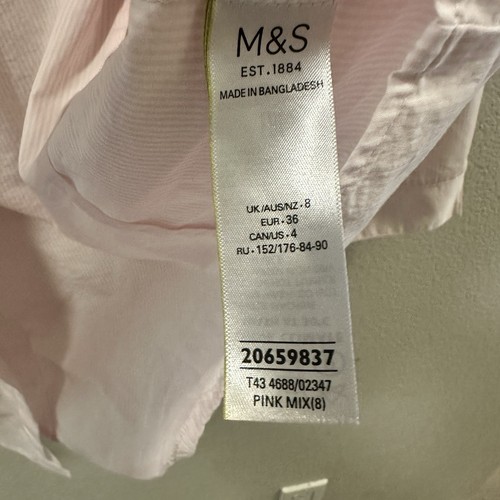 M&S
EST.1884
MADE IN BANGLADESH
UK/AUS/NZ•8
EUR•36
CAN/US•4
RU•152/176-84-90
20659837
T43 4688/02347
PINK MIX(8)